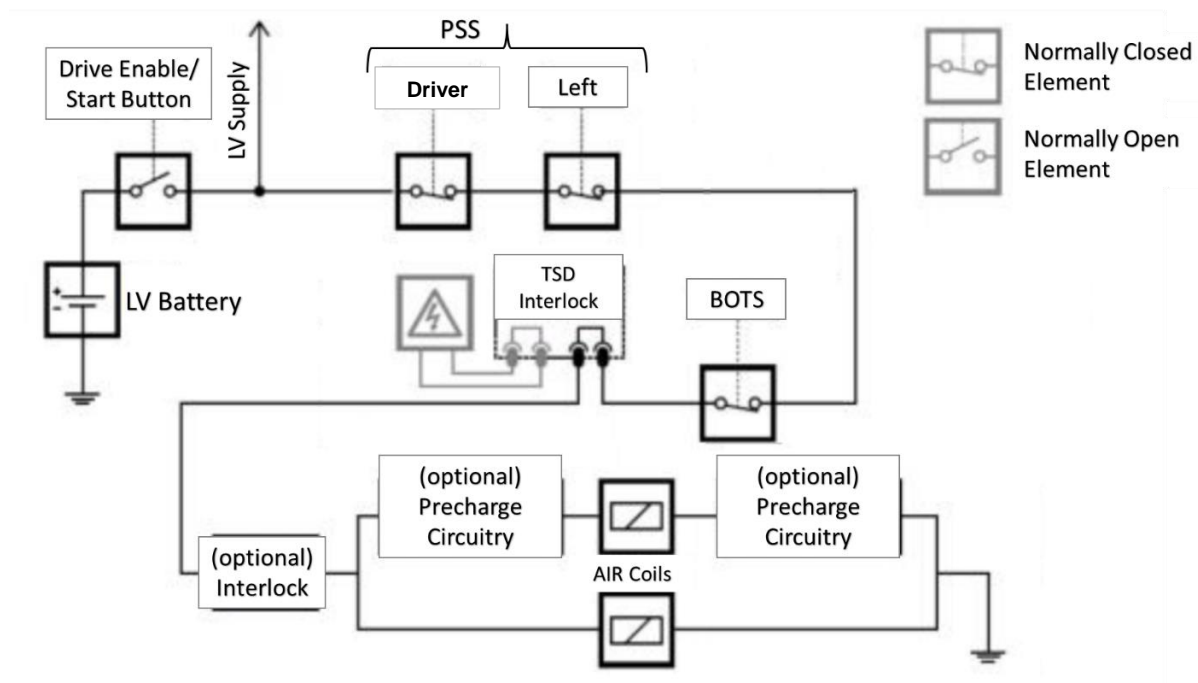 PSS
Drive Enable/
Start Button
LV Supply
Driver
Left
Normally Closed
Element
Normally Open
Element
TSD
Interlock
BOTS
+
-
LV Battery
(optional)
Precharge
Circuitry
(optional)
Precharge
Circuitry
(optional)
Interlock
AIR Coils